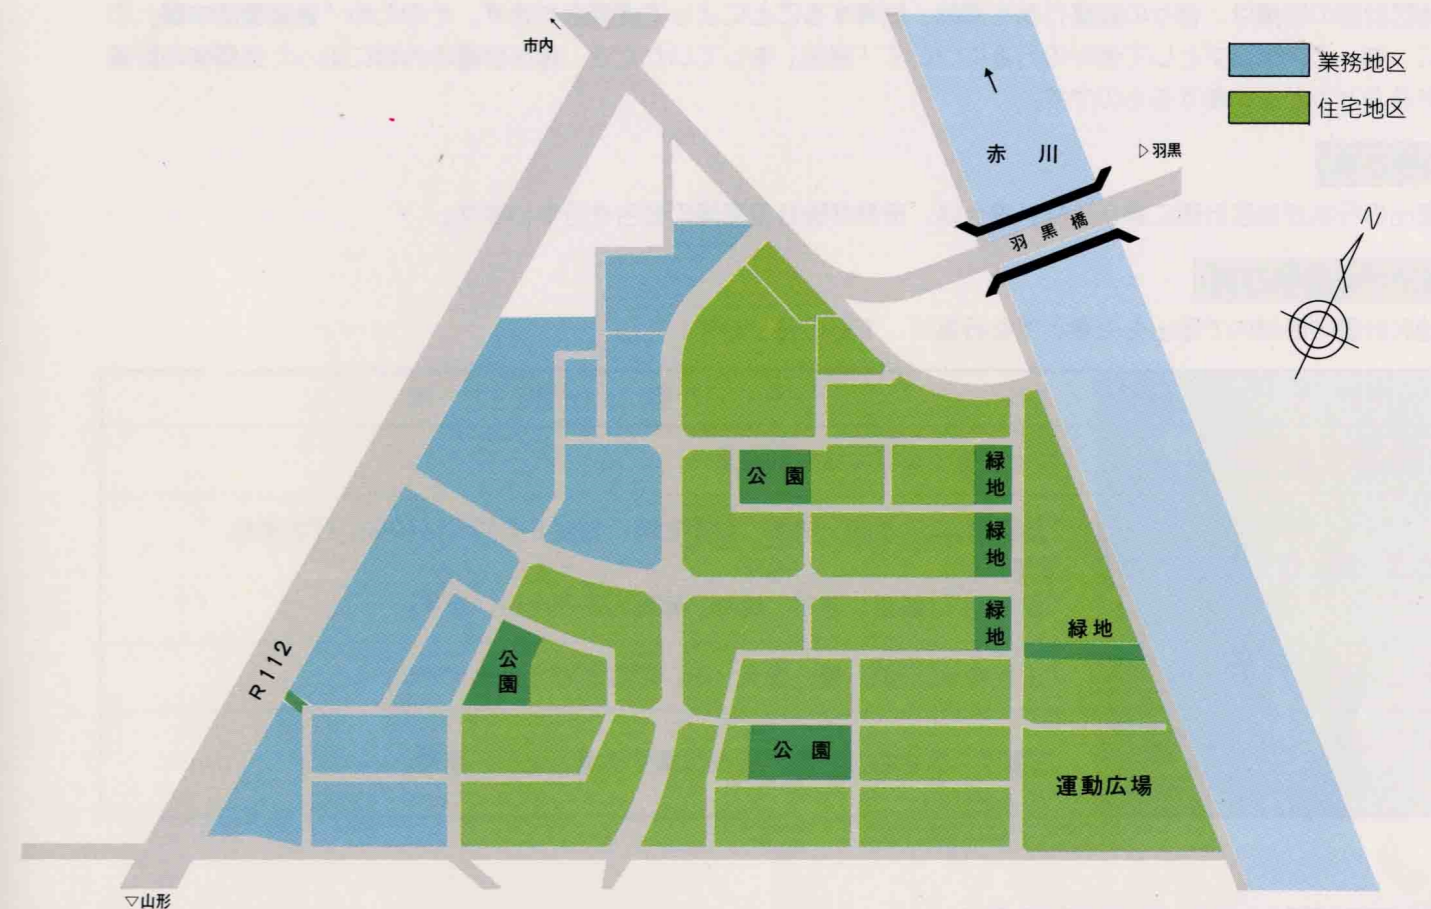 市内
業務地区
住宅地区
赤川
▷羽黒
羽黒橋
N
公園
緑地
緑地
緑地
緑地
公園
R112
公園
運動広場
▽山形